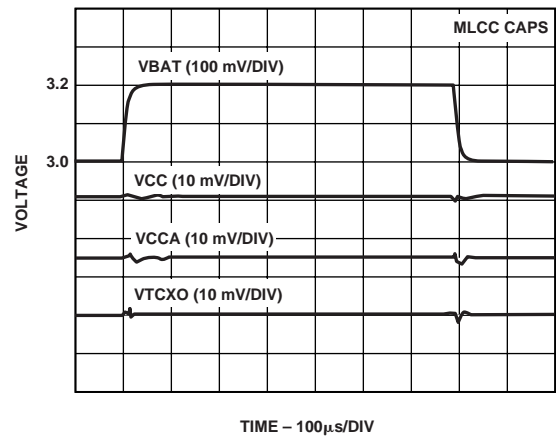 MLCC CAPS
VBAT (100 mV/DIV)
3.2
3.0
VCC (10 mV/DIV)
VOLTAGE
VCCA (10 mV/DIV)
VTCXO (10 mV/DIV)
TIME – 100μs/DIV